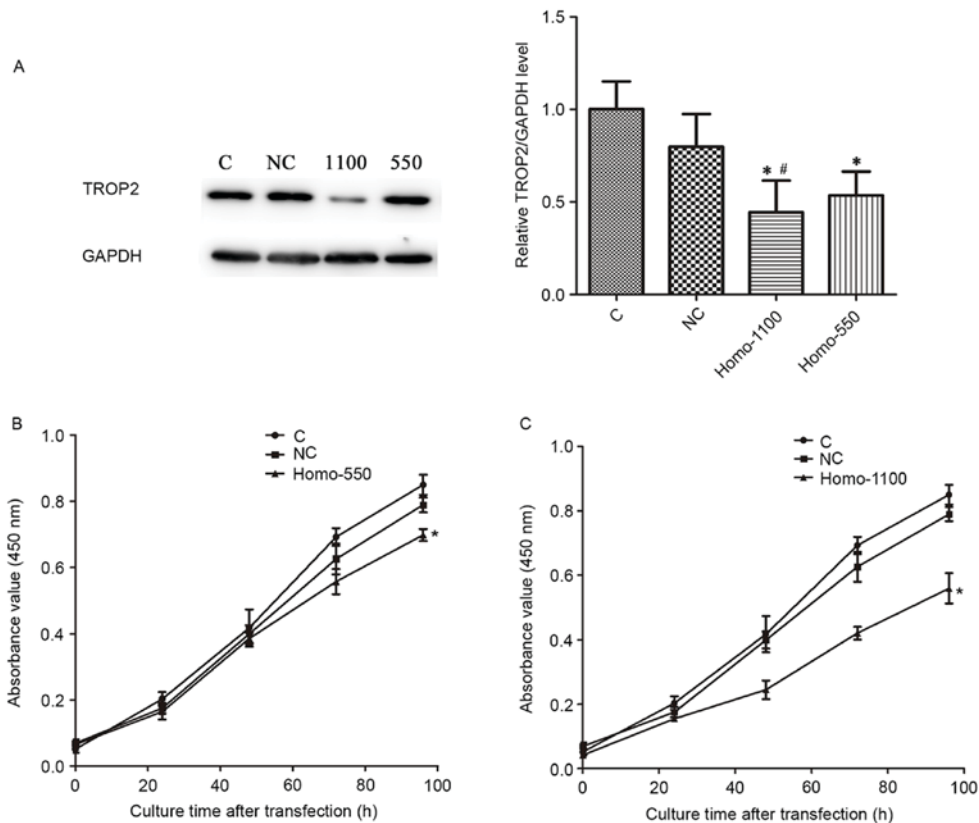 A
C NC 1100 550
TROP2
GAPDH
Relative TROP2/GAPDH level
1.5
1.0
0.5
0.0
* #
*
C
NC
Homo-1100
Homo-550
B
C
NC
Homo-550
Absorbance value (450 nm)
1.0
0.8
0.6
0.4
0.2
0.0
*
0 20 40 60 80 100
Culture time after transfection (h)
C
C
NC
Homo-1100
Absorbance value (450 nm)
1.0
0.8
0.6
0.4
0.2
0.0
*
0 20 40 60 80 100
Culture time after transfection (h)